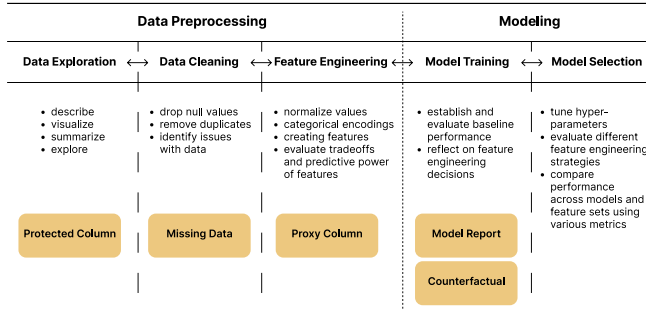 Data Preprocessing
Modeling
Data Exploration
Data Cleaning
Feature Engineering
Model Training
Model Selection
• describe
• visualize
• summarize
• explore
• drop null values
• remove duplicates
• identify issues
with data
• normalize values
• categorical encodings
• creating features
• evaluate tradeoffs
and predictive power
of features
• establish and
evaluate baseline
performance
• reflect on feature
engineering
decisions
• tune hyper-
parameters
• evaluate different
feature engineering
strategies
• compare
performance
across models and
feature sets using
various metrics
Protected Column
Missing Data
Proxy Column
Model Report
Counterfactual